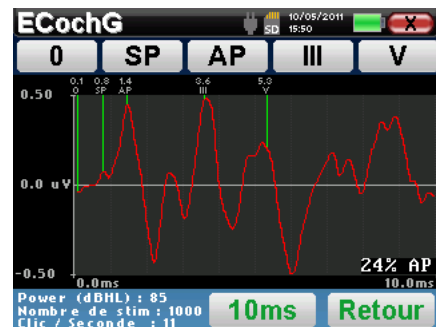 ECochG SD 10/05/2011 15:50 X
0 SP AP III V
0.1 0.8 1.4 3.6 5.3
0 SP AP III V
0.50
0.0 uV
24% AP
-0.50
0.0ms 10.0ms
Power (dBHL) : 85
Nombre de stim : 1000
Clic / Seconde : 11
10ms Retour